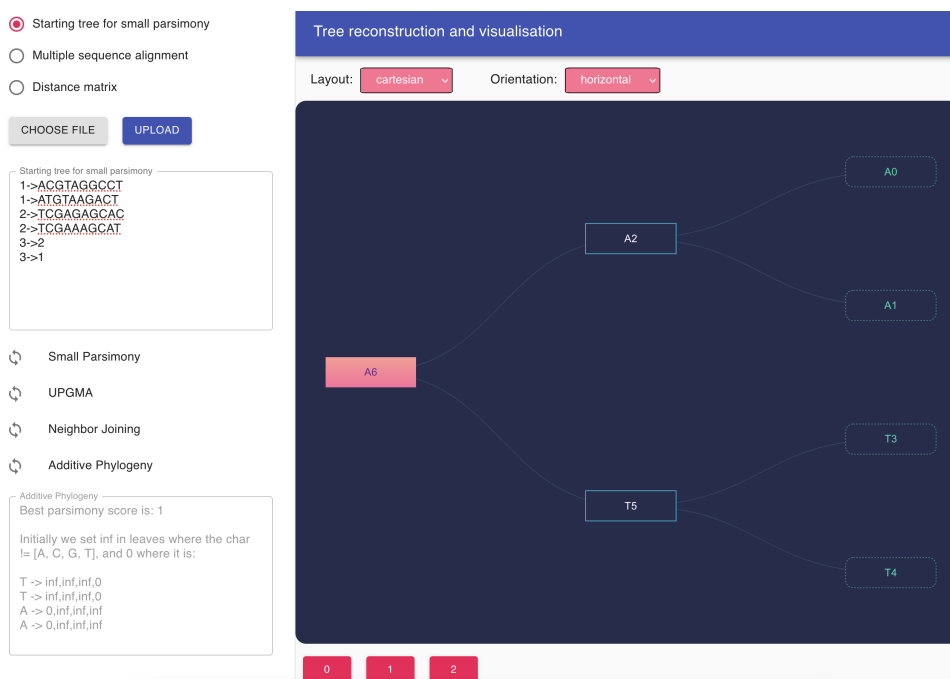 Starting tree for small parsimony
Multiple sequence alignment
Distance matrix
CHOOSE FILE
UPLOAD
Starting tree for small parsimony
1->ACGTAGGCCT
1->ATGTAAGACT
2->TCGAGAGCAC
2->TCGAAAGCAT
3->2
3->1
Small Parsimony
UPGMA
Neighbor Joining
Additive Phylogeny
Additive Phylogeny
Best parsimony score is: 1
Initially we set inf in leaves where the char
!= [A, C, G, T], and 0 where it is:
T -> inf,inf,inf,0
T -> inf,inf,inf,0
A -> 0,inf,inf,inf
A -> 0,inf,inf,inf
Tree reconstruction and visualisation
Layout: cartesian Orientation: horizontal
A0
A2
A1
A6
T3
T5
T4
0 1 2